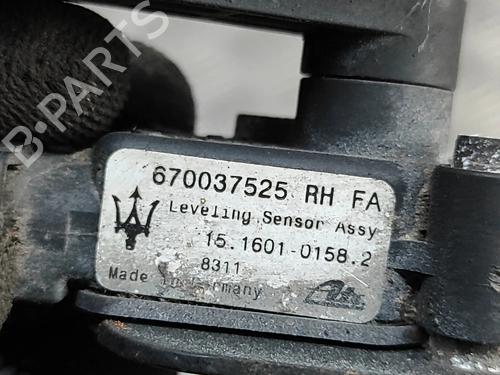 B-PARTS
670037525 RH FA
Leveling Sensor Assy
15.1601-0158.2
8311
Made in Germany